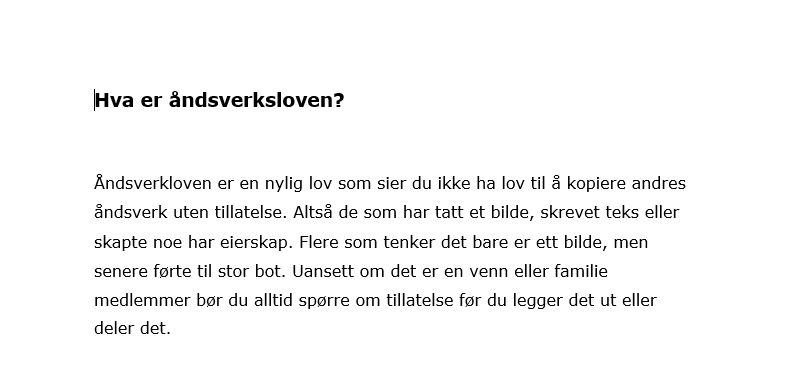 Hva er åndsverksloven?
Åndsverkloven er en nylig lov som sier du ikke ha lov til å kopiere andres
åndsverk uten tillatelse. Altså de som har tatt et bilde, skrevet teks eller
skapte noe har eierskap. Flere som tenker det bare er ett bilde, men
senere førte til stor bot. Uansett om det er en venn eller familie
medlemmer bør du alltid spørre om tillatelse før du legger det ut eller
deler det.